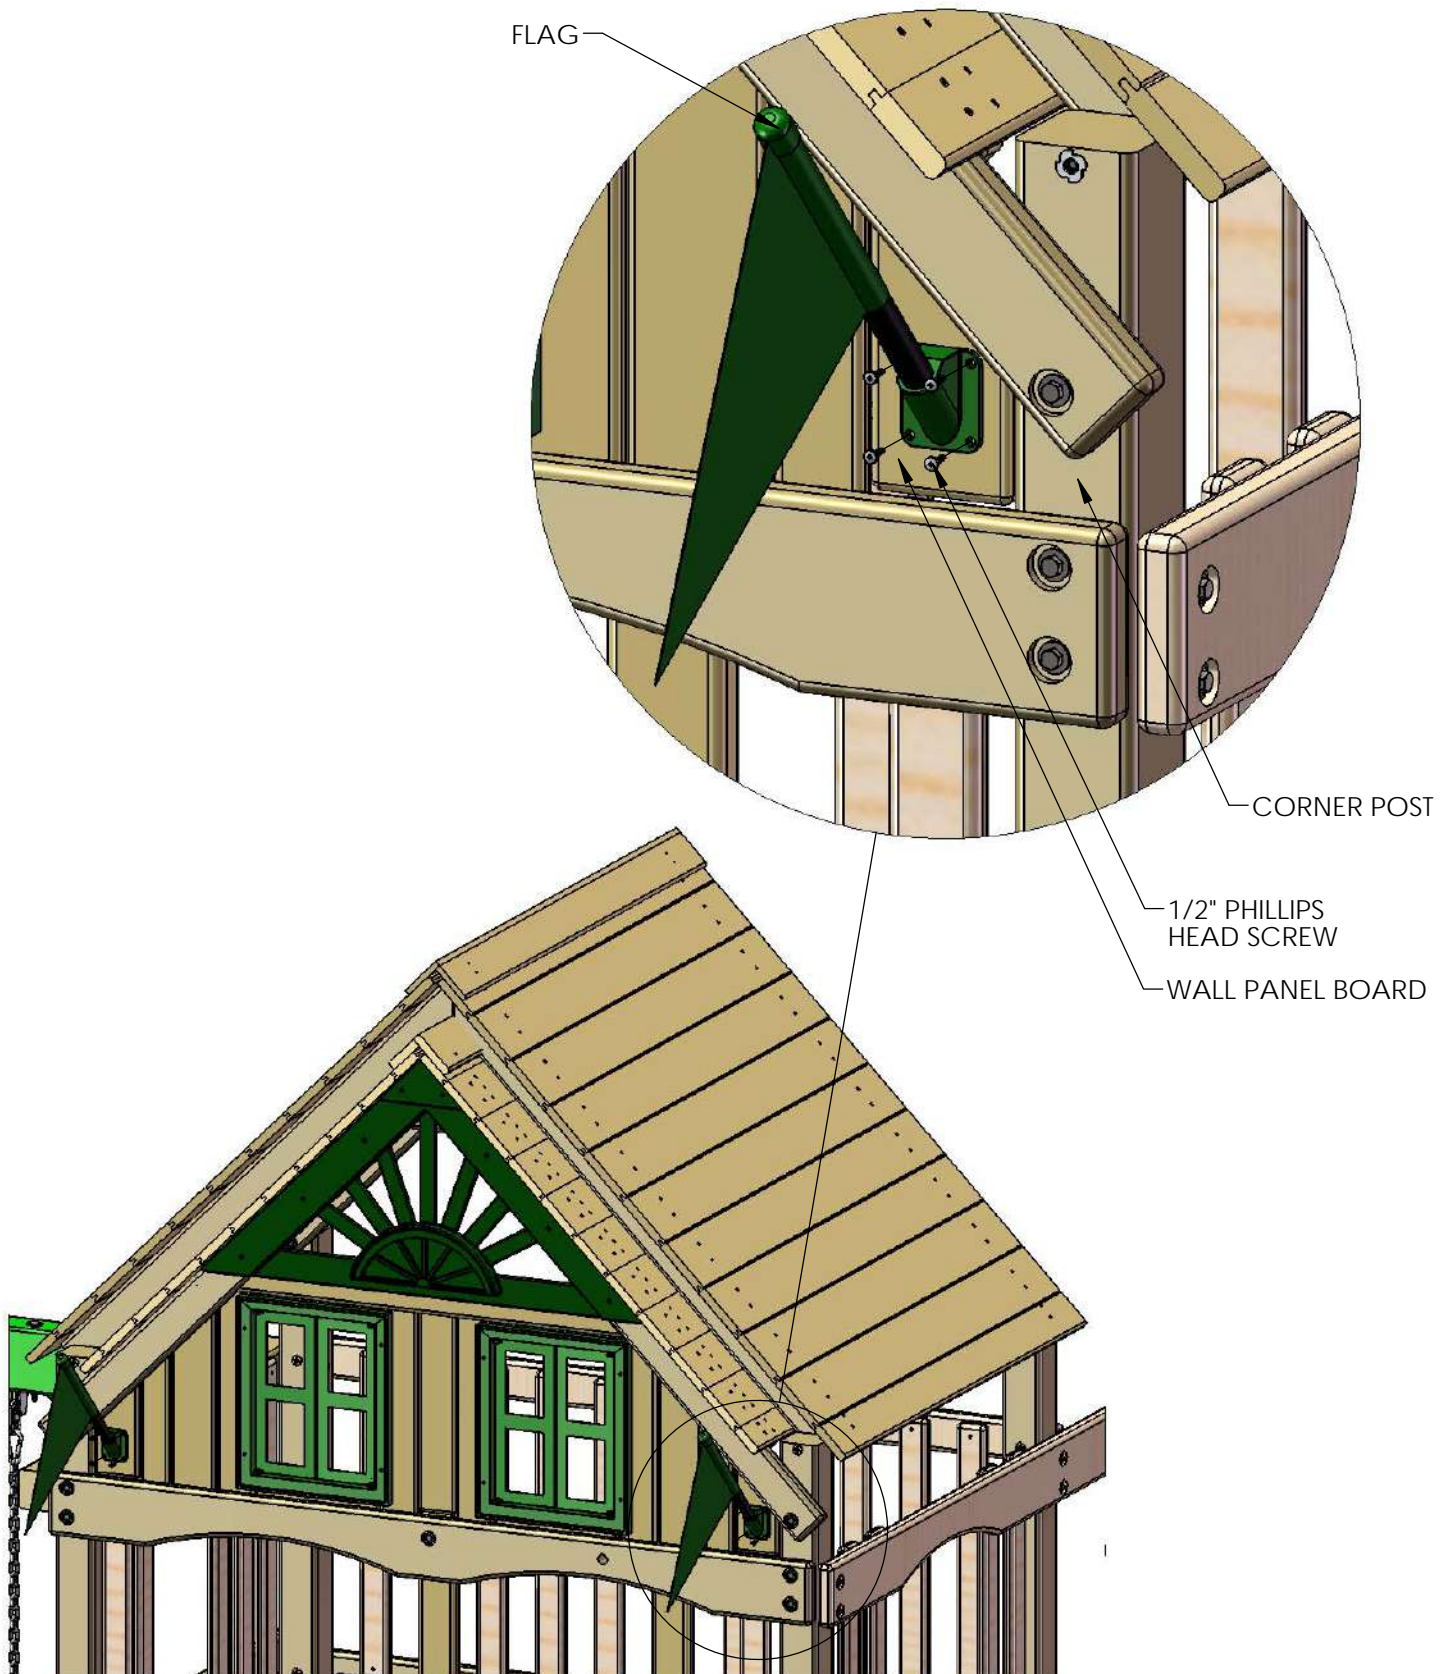 FLAG
CORNER POST
1/2" PHILLIPS
HEAD SCREW
WALL PANEL BOARD